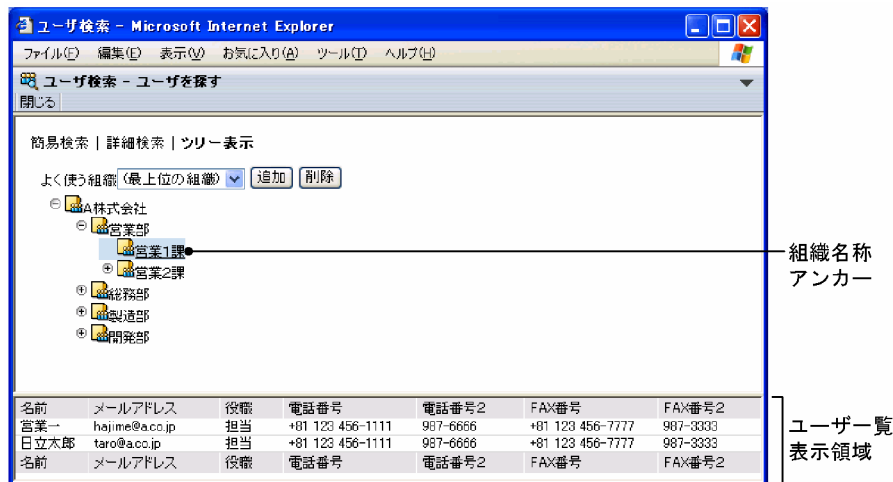 ユーザ検索 - Microsoft Internet Explorer
ファイル(F) 編集(E) 表示(V) お気に入り(A) ツール(T) ヘルプ(H)
ユーザ検索 - ユーザを探す
閉じる
簡易検索 | 詳細検索 | ツリー表示
よく使う組織 (最上位の組織) 追加 削除
A株式会社
営業部
営業1課
営業2課
総務部
製造部
開発部
組織名称
アンカー
名前 メールアドレス 役職 電話番号 電話番号2 FAX番号 FAX番号2
営業一 hajime@a.co.jp 担当 +81 123 456-1111 987-6666 +81 123 456-7777 987-3333
日立太郎 taro@a.co.jp 担当 +81 123 456-1111 987-6666 +81 123 456-7777 987-3333
名前 メールアドレス 役職 電話番号 電話番号2 FAX番号 FAX番号2
ユーザー覧
表示領域